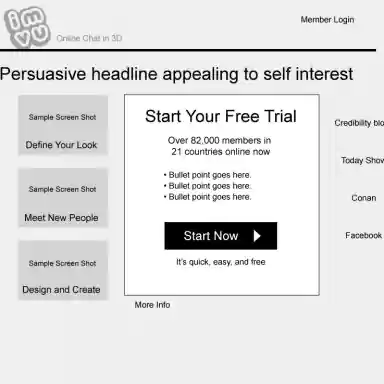 imvu
Member Login
Online Chat in 3D
Persuasive headline appealing to self interest
Sample Screen Shot
Define Your Look
Sample Screen Shot
Meet New People
Sample Screen Shot
Design and Create
Start Your Free Trial
Over 82,000 members in
21 countries online now
• Bullet point goes here.
• Bullet point goes here.
• Bullet point goes here.
Start Now
It's quick, easy, and free
More Info
Credibility blo
Today Show
Conan
Facebook